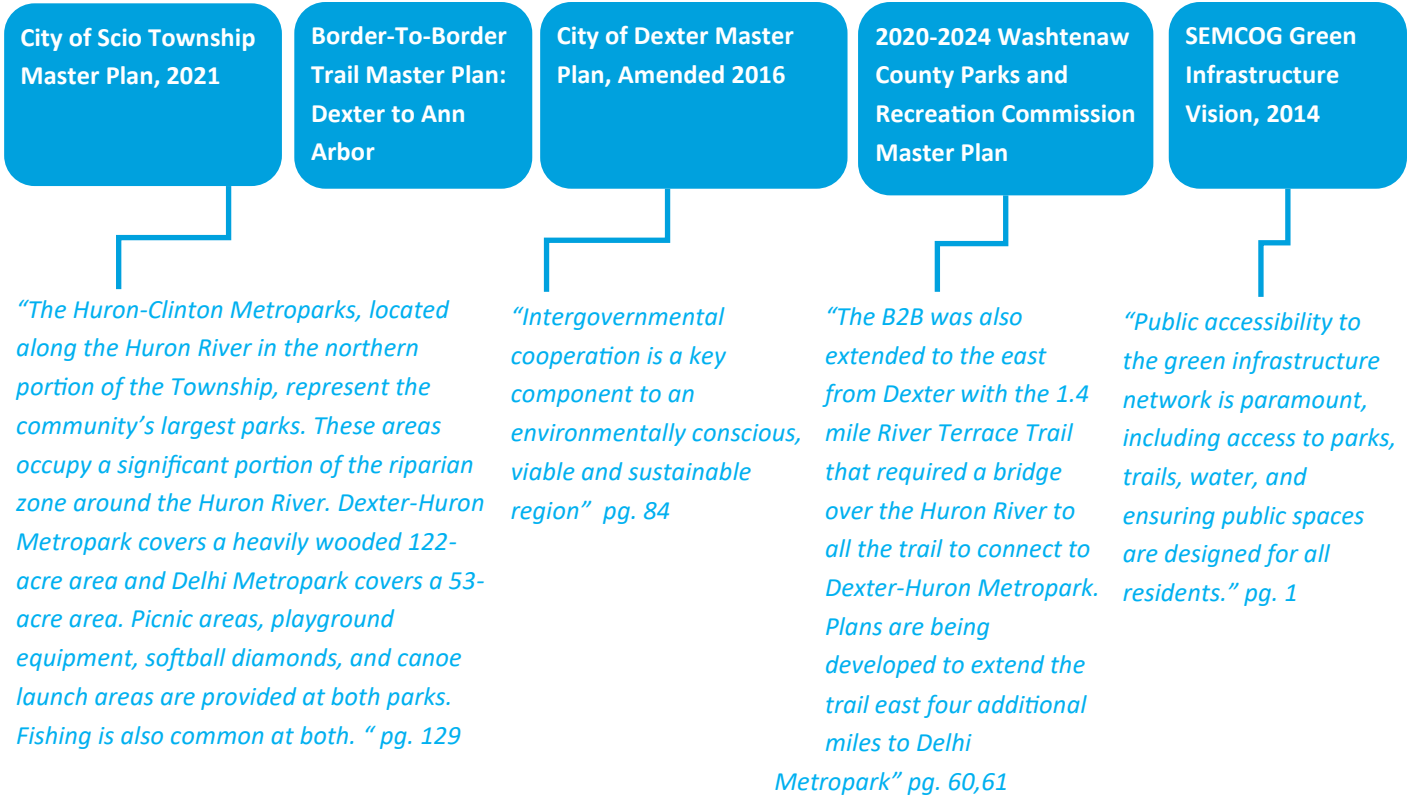 City of Scio Township
Master Plan, 2021
Border-To-Border
Trail Master Plan:
Dexter to Ann
Arbor
City of Dexter Master
Plan, Amended 2016
2020-2024 Washtenaw
County Parks and
Recreation Commission
Master Plan
SEMCOG Green
Infrastructure
Vision, 2014
“The Huron-Clinton Metroparks, located
along the Huron River in the northern
portion of the Township, represent the
community’s largest parks. These areas
occupy a significant portion of the riparian
zone around the Huron River. Dexter-Huron
Metropark covers a heavily wooded 122-
acre area and Delhi Metropark covers a 53-
acre area. Picnic areas, playground
equipment, softball diamonds, and canoe
launch areas are provided at both parks.
Fishing is also common at both. “ pg. 129
“Intergovernmental
cooperation is a key
component to an
environmentally conscious,
viable and sustainable
region” pg. 84
“The B2B was also
extended to the east
from Dexter with the 1.4
mile River Terrace Trail
that required a bridge
over the Huron River to
all the trail to connect to
Dexter-Huron Metropark.
Plans are being
developed to extend the
trail east four additional
miles to Delhi
Metropark” pg. 60,61
“Public accessibility to
the green infrastructure
network is paramount,
including access to parks,
trails, water, and
ensuring public spaces
are designed for all
residents.” pg. 1